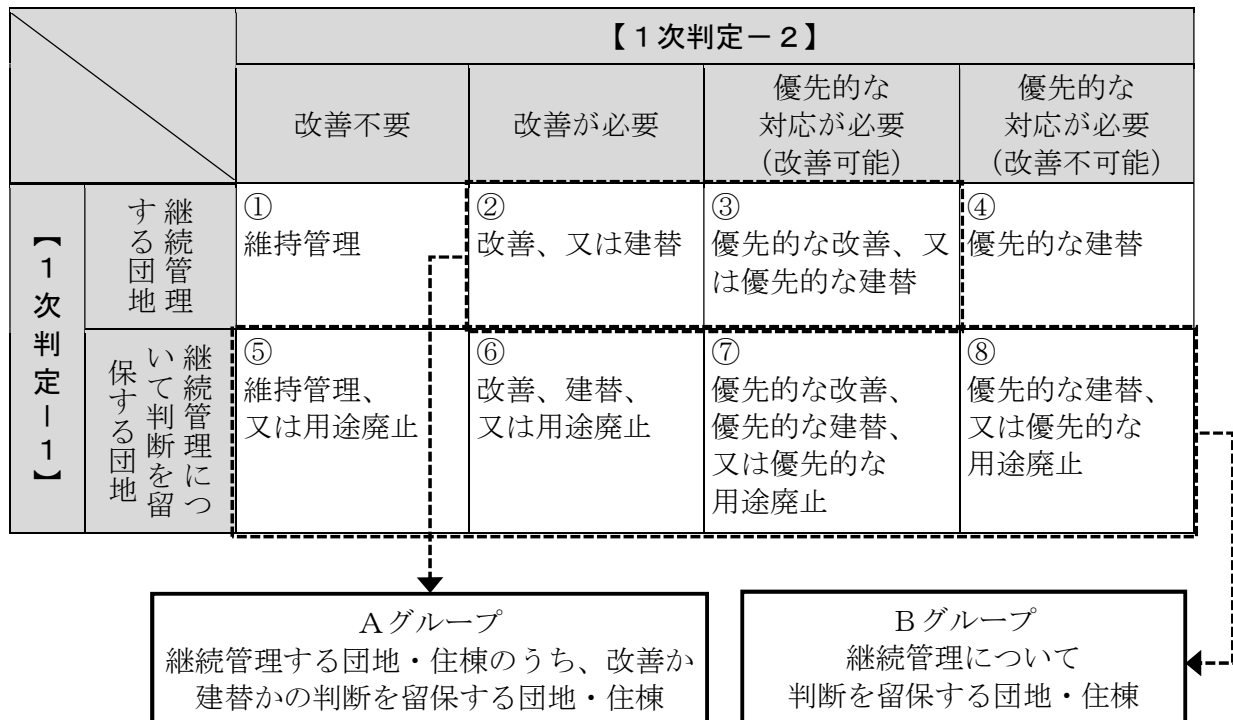 【１次判定－２】
改善不要
改善が必要
優先的な
対応が必要
(改善可能)
優先的な
対応が必要
(改善不可能)
【１次判定－１】
継続管理
する団地
①
維持管理
②
改善、又は建替
③
優先的な改善、又
は優先的な建替
④
優先的な建替
継続管理につ
いて判断を留
保する団地
⑤
維持管理、
又は用途廃止
⑥
改善、建替、
又は用途廃止
⑦
優先的な改善、
優先的な建替、
又は優先的な
用途廃止
⑧
優先的な建替、
又は優先的な
用途廃止
Ａグループ
継続管理する団地・住棟のうち、改善か
建替かの判断を留保する団地・住棟
Ｂグループ
継続管理について
判断を留保する団地・住棟